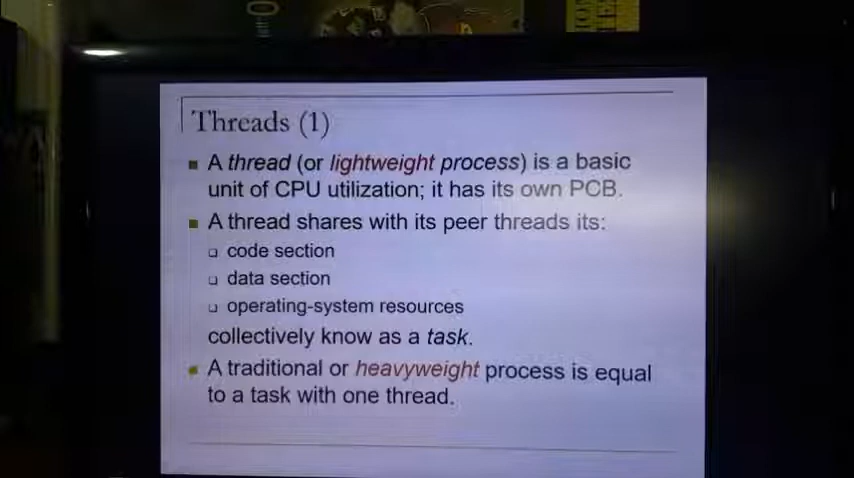 Threads (1)
A thread (or lightweight process) is a basic
unit of CPU utilization; it has its own PCB.
A thread shares with its peer threads its:
code section
data section
operating-system resources
collectively know as a task.
A traditional or heavyweight process is equal
to a task with one thread.